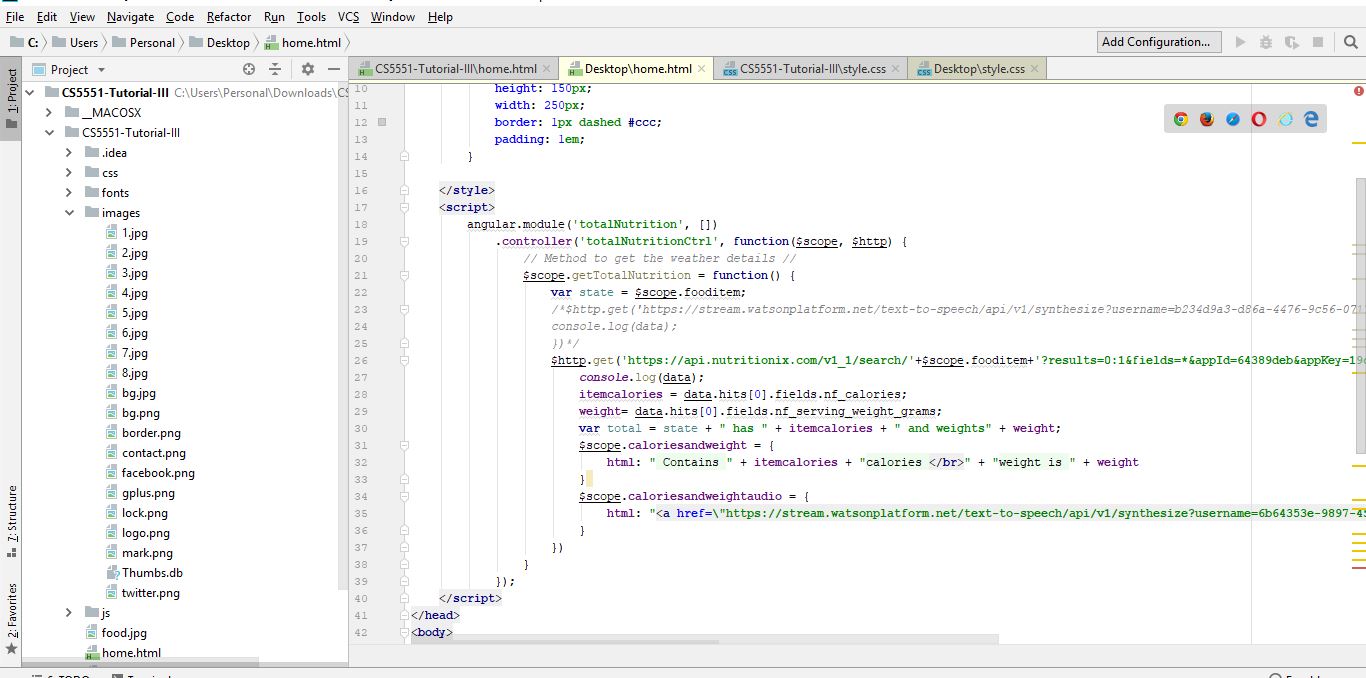 File Edit View Navigate Code Refactor Run Tools VCS Window Help
C: Users Personal Desktop home.html Add Configuration...
Project CS5551-Tutorial-III\home.html Desktop\home.html CS5551-Tutorial-III\style.css Desktop\style.css
1: Project
7: Structure
2: Favorites
CS5551-Tutorial-III C:\Users\Personal\Downloads\CS
__MACOSX
CS5551-Tutorial-III
.idea
css
fonts
images
1.jpg
2.jpg
3.jpg
4.jpg
5.jpg
6.jpg
7.jpg
8.jpg
bg.jpg
bg.png
border.png
contact.png
facebook.png
gplus.png
lock.png
logo.png
mark.png
Thumbs.db
twitter.png
js
food.jpg
home.html
10 height: 150px;
11 width: 250px;
12 border: 1px dashed #ccc;
13 padding: 1em;
14 }
15
16 </style>
17 <script>
18 angular.module('totalNutrition', [])
19 .controller('totalNutritionCtrl', function($scope, $http) {
20 // Method to get the weather details //
21 $scope.getTotalNutrition = function() {
22 var state = $scope.fooditem;
23 /*$http.get('https://stream.watsonplatform.net/text-to-speech/api/v1/synthesize?username=b234d9a3-d86a-4476-9c56-071
24 console.log(data);
25 })*/
26 $http.get('https://api.nutritionix.com/v1_1/search/'+$scope.fooditem+'?results=0:1&fields=*&appId=64389deb&appKey=19
27 console.log(data);
28 itemcalories = data.hits[0].fields.nf_calories;
29 weight= data.hits[0].fields.nf_serving_weight_grams;
30 var total = state + " has " + itemcalories + " and weights" + weight;
31 $scope.caloriesandweight = {
32 html: " Contains " + itemcalories + "calories </br>" + "weight is " + weight
33 }
34 $scope.caloriesandweightaudio = {
35 html: "<a href=\"https://stream.watsonplatform.net/text-to-speech/api/v1/synthesize?username=6b64353e-9897-45
36 }
37 })
38 }
39 });
40 </script>
41 </head>
42 <body>